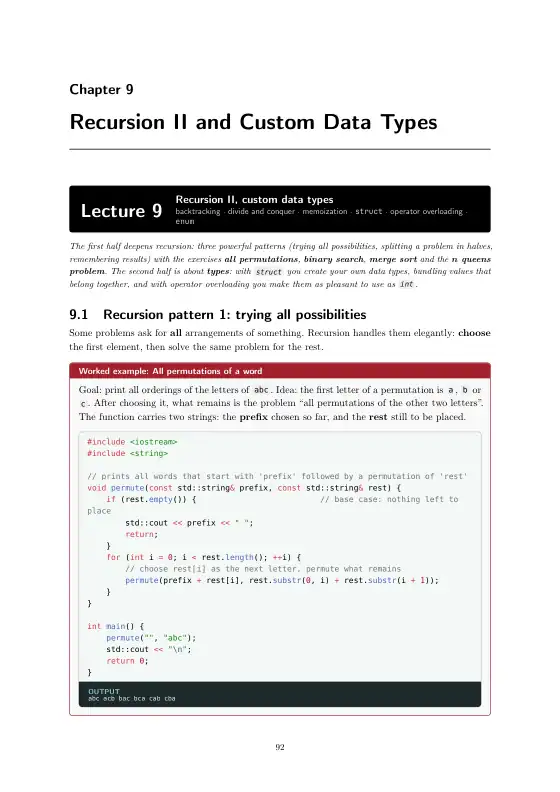 Chapter 9
Recursion II and Custom Data Types
Lecture 9
Recursion II, custom data types
backtracking · divide and conquer · memoization · struct · operator overloading ·
enum
The first half deepens recursion: three powerful patterns (trying all possibilities, splitting a problem in halves,
remembering results) with the exercises all permutations, binary search, merge sort and the n queens
problem. The second half is about types: with struct you create your own data types, bundling values that
belong together, and with operator overloading you make them as pleasant to use as int.
9.1 Recursion pattern 1: trying all possibilities
Some problems ask for all arrangements of something. Recursion handles them elegantly: choose
the first element, then solve the same problem for the rest.
Worked example: All permutations of a word
Goal: print all orderings of the letters of abc. Idea: the first letter of a permutation is a, b or
c. After choosing it, what remains is the problem “all permutations of the other two letters”.
The function carries two strings: the prefix chosen so far, and the rest still to be placed.
#include <iostream>
#include <string>
// prints all words that start with 'prefix' followed by a permutation of 'rest'
void permute(const std::string& prefix, const std::string& rest) {
    if (rest.empty()) {                          // base case: nothing left to
place
        std::cout << prefix << " ";
        return;
    }
    for (int i = 0; i < rest.length(); ++i) {
        // choose rest[i] as the next letter, permute what remains
        permute(prefix + rest[i], rest.substr(0, i) + rest.substr(i + 1));
    }
}
int main() {
    permute("", "abc");
    std::cout << "\n";
    return 0;
}
OUTPUT
abc acb bac bca cab cba
92